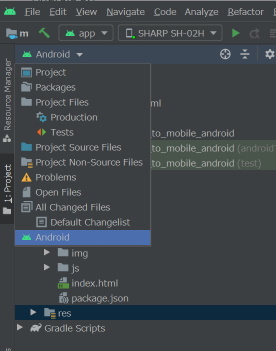 File Edit View Navigate Code Analyze Refactor
m app SHARP SH-02H
Android
Resource Manager
1: Project
Project
Packages
Project Files
ml
Production
Tests
to_mobile_android
Project Source Files
to_mobile_android (android
Project Non-Source Files
to_mobile_android (test)
Problems
Open Files
All Changed Files
Default Changelist
Android
img
js
index.html
package.json
res
Gradle Scripts